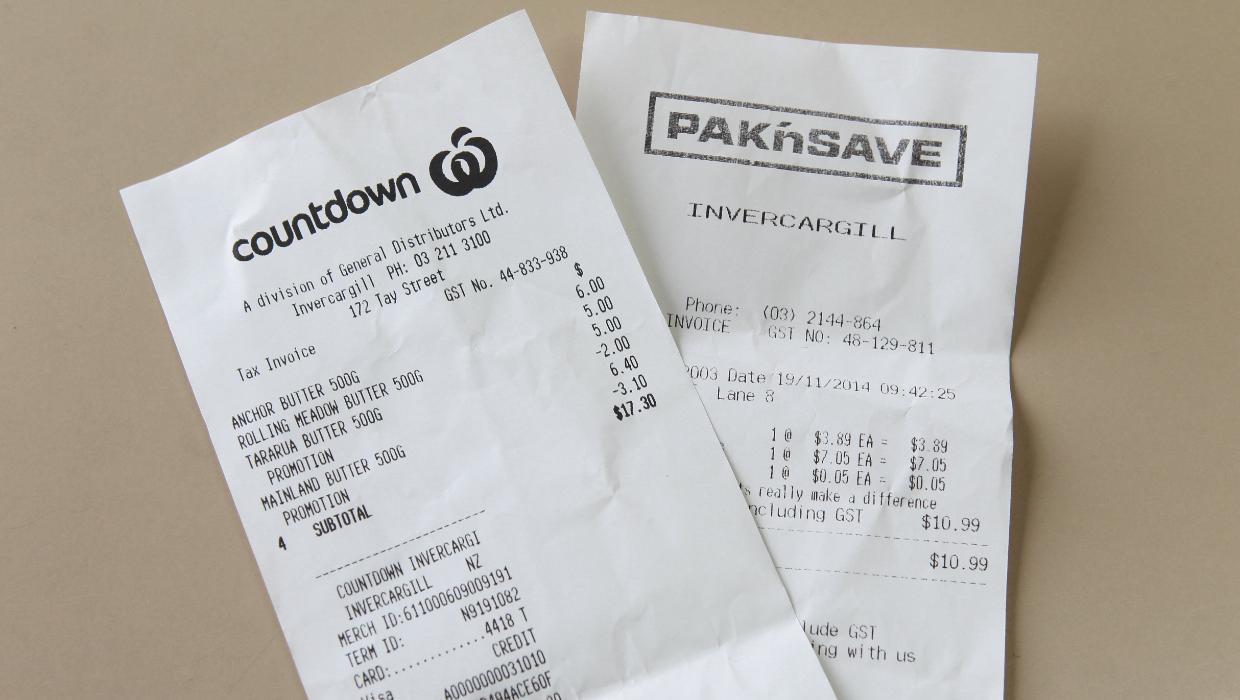 countdown
A division of General Distributors Ltd.
Invercargill PH: 03 211 3100
172 Tay Street
GST No. 44-833-938
Tax Invoice $
ANCHOR BUTTER 500G 6.00
ROLLING MEADOW BUTTER 500G 5.00
TARARUA BUTTER 500G 5.00
PROMOTION -2.00
MAINLAND BUTTER 500G 6.40
PROMOTION -3.10
4 SUBTOTAL $17.30
COUNTDOWN INVERCARGI
INVERCARGILL NZ
MERCH ID:611000609009191
TERM ID: N9191082
CARD:............4418 T
Visa CREDIT
A0000000031010
PAKnSAVE
INVERCARGILL
Phone: (03) 2144-864
INVOICE GST NO: 48-129-811
2003 Date 19/11/2014 09:42:25
Lane 8
1 @ $3.89 EA = $3.89
1 @ $7.05 EA = $7.05
1 @ $0.05 EA = $0.05
really make a difference
GST $10.99
$10.99
GST
with us